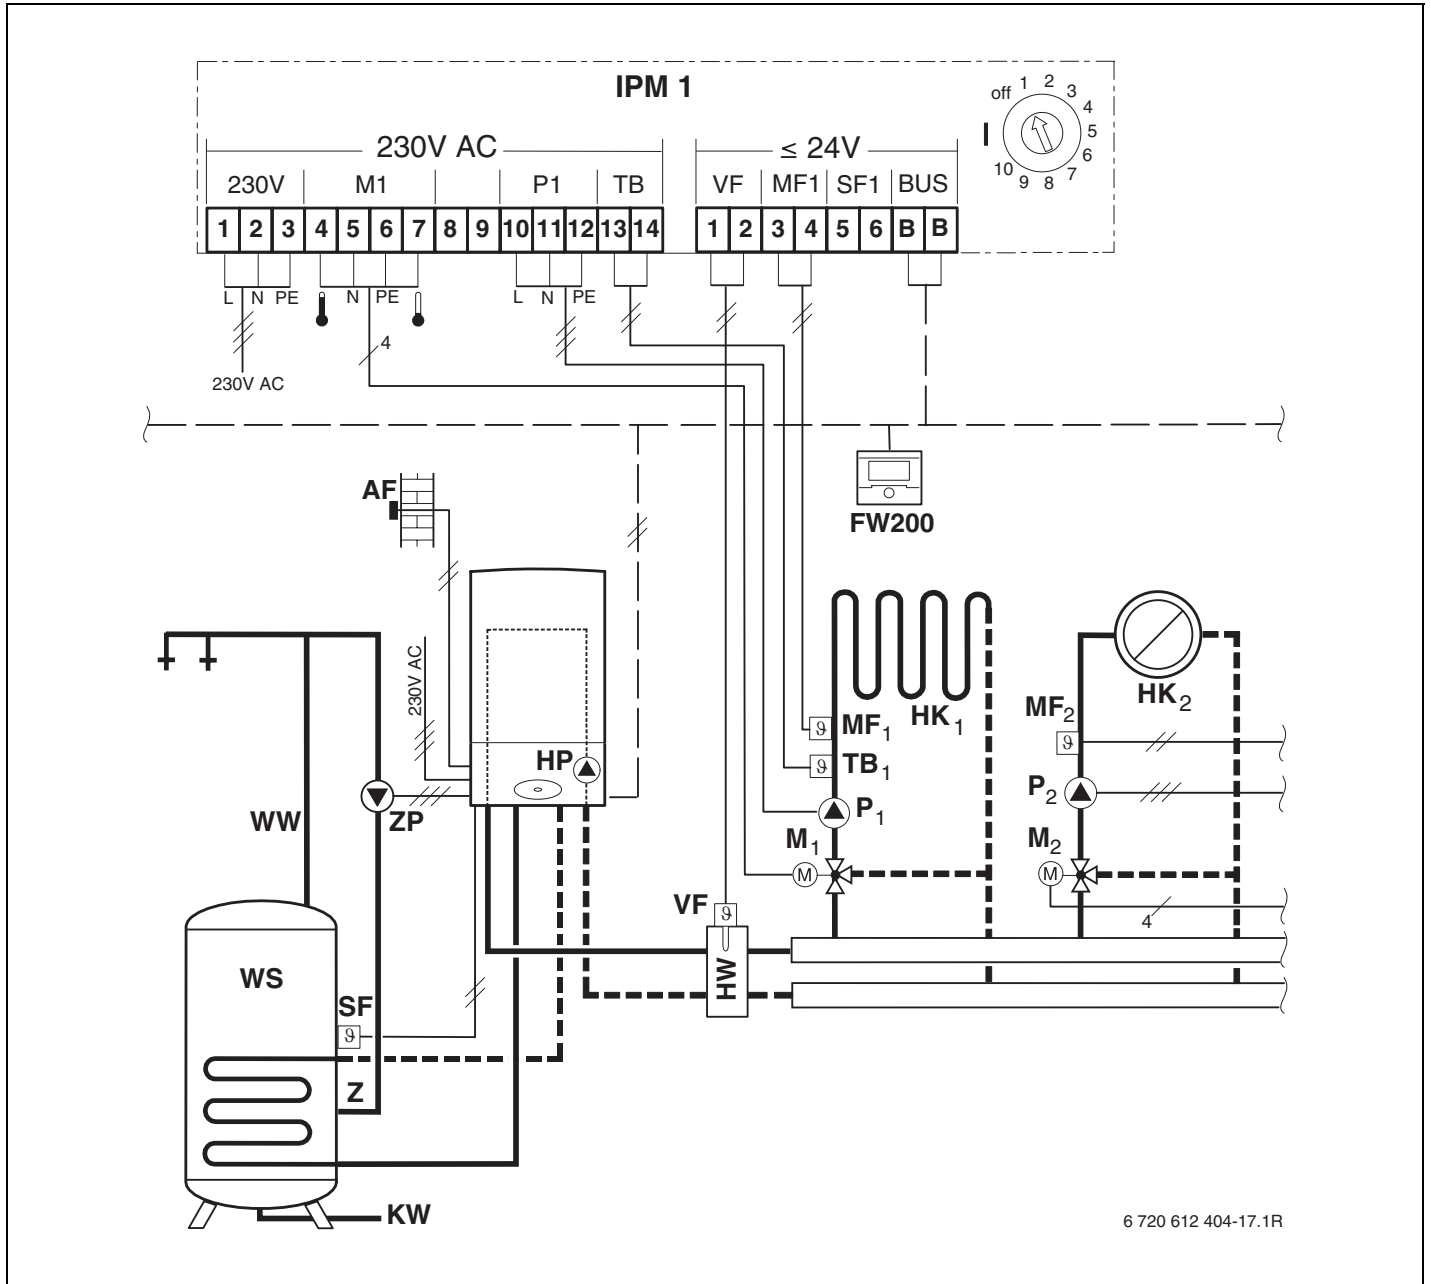 IPM 1
off 1 2 3 4 5 6 7 8 9 10
I
230V AC
≤ 24V
230V M1 P1 TB
VF MF1 SF1 BUS
1 2 3 4 5 6 7 8 9 10 11 12 13 14
1 2 3 4 5 6 B B
L N PE
N PE
L N PE
4
230V AC
AF
FW200
230V AC
HP
HK1
HK2
MF1
MF2
TB1
P1
P2
M1
M2
M
M
ϑ
ϑ
ϑ
ϑ
ϑ
4
WW
ZP
VF
HW
WS
SF
Z
KW
6 720 612 404-17.1R